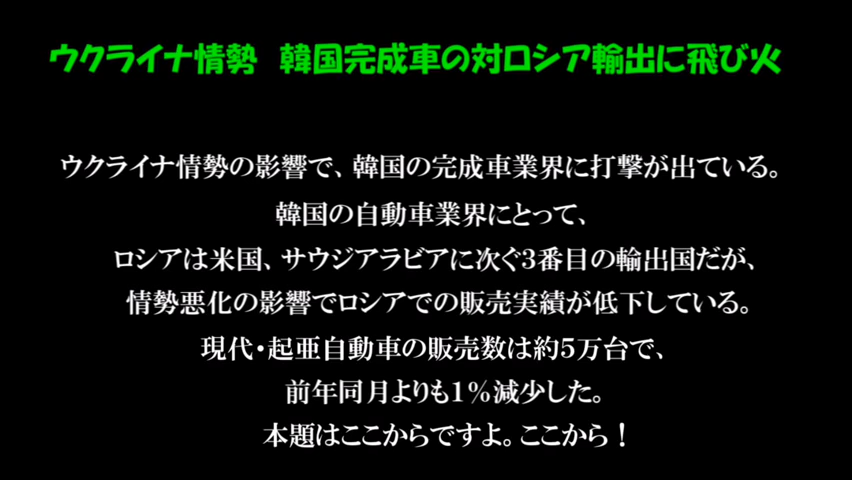 ウクライナ情勢　韓国完成車の対ロシア輸出に飛び火
ウクライナ情勢の影響で、韓国の完成車業界に打撃が出ている。
韓国の自動車業界にとって、
ロシアは米国、サウジアラビアに次ぐ3番目の輸出国だが、
情勢悪化の影響でロシアでの販売実績が低下している。
現代・起亜自動車の販売数は約5万台で、
前年同月よりも1％減少した。
本題はここからですよ。ここから！